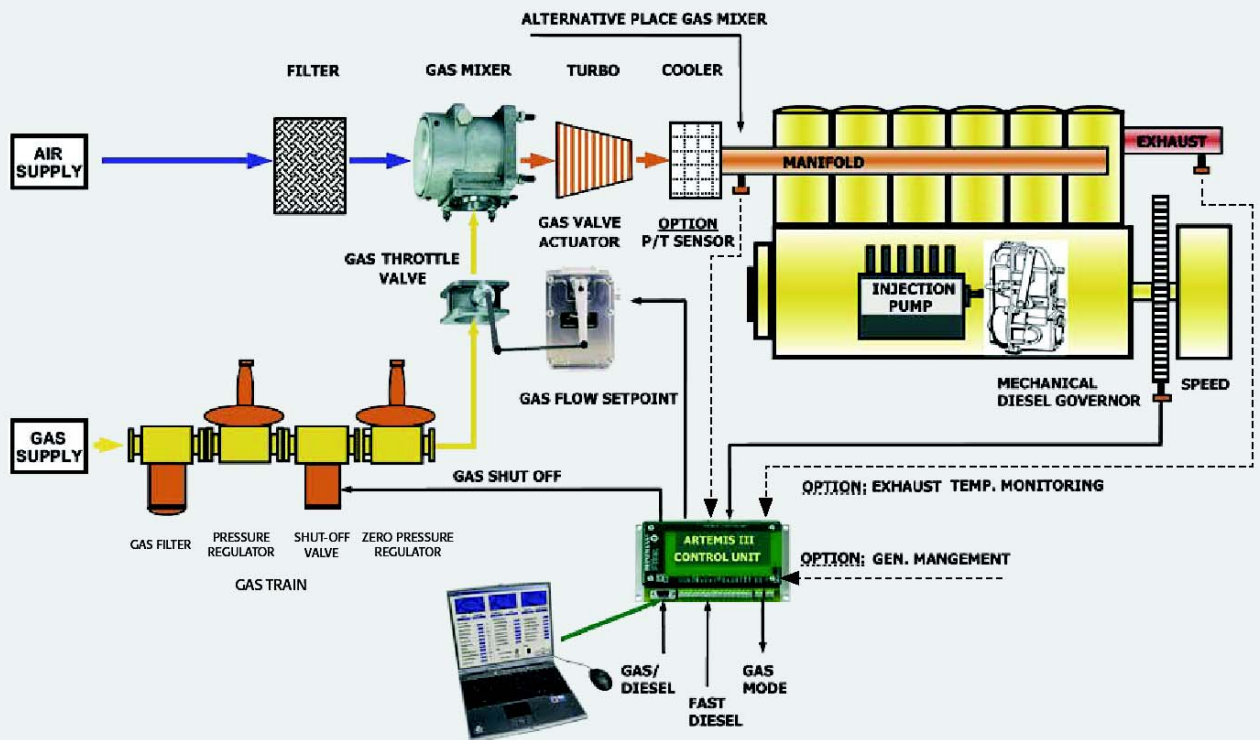 ALTERNATIVE PLACE GAS MIXER
FILTER
GAS MIXER
TURBO
COOLER
AIR
SUPPLY
MANIFOLD
EXHAUST
GAS VALVE
ACTUATOR
OPTION
P/T SENSOR
GAS THROTTLE
VALVE
INJECTION
PUMP
MECHANICAL
DIESEL GOVERNOR
SPEED
GAS FLOW SETPOINT
GAS
SUPPLY
GAS SHUT OFF
OPTION: EXHAUST TEMP. MONITORING
GAS FILTER
PRESSURE
REGULATOR
SHUT-OFF
VALVE
ZERO PRESSURE
REGULATOR
GAS TRAIN
ARTEMIS III
CONTROL UNIT
OPTION: GEN. MANGEMENT
GAS/
DIESEL
FAST
DIESEL
GAS
MODE